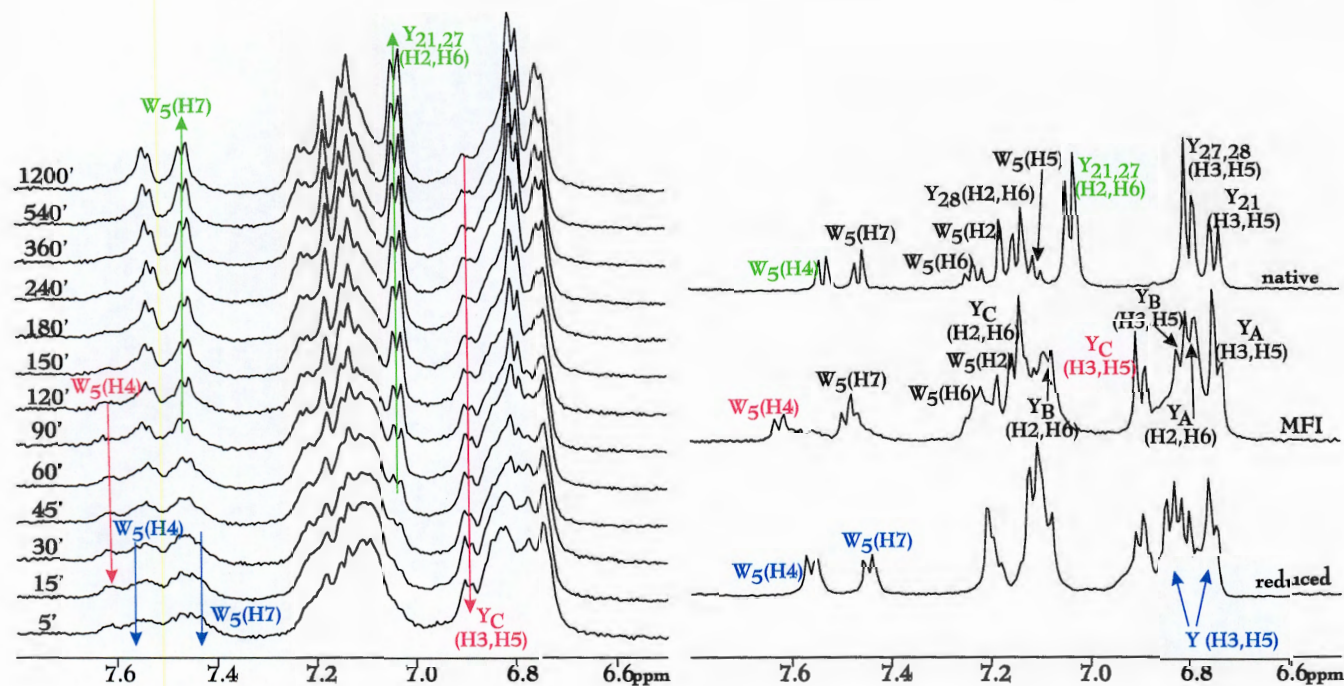 Y21,27
(H2,H6)
W5(H7)
1200'
540'
360'
240'
180'
150'
W5(H4)
120'
90'
60'
45'
W5(H4)
30'
15'
W5(H7)
5'
YC
(H3,H5)
7.6
7.2
7.0
6.8
6.6ppm
W5(H5)
Y21,27
(H2,H6)
Y27,28
(H3,H5)
Y28(H2,H6)
Y21
(H3,H5)
W5(H7)
W5(H2)
W5(H4)
W5(H6)
native
YC
(H2,H6)
YB
(H3,H5)
YC
(H3,H5)
YA
(H3,H5)
W5(H2)
W5(H7)
W5(H6)
W5(H4)
YB
(H2,H6)
YA
(H2,H6)
MFI
W5(H7)
W5(H4)
reduced
Y (H3,H5)
7.6
7.2
7.0
6.8
6.6ppm